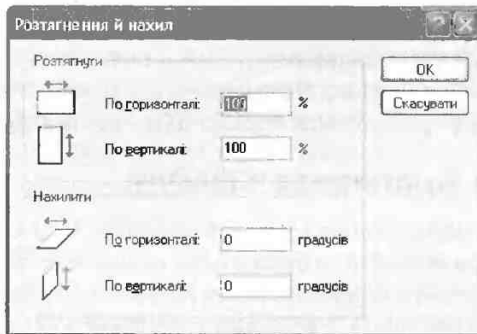 Розтягнення й нахил
Розтягнути
По горизонталі: 100 %
По вертикалі: 100 %
Нахилити
По горизонталі: 0 градусів
По вертикалі: 0 градусів
OK
Скасувати